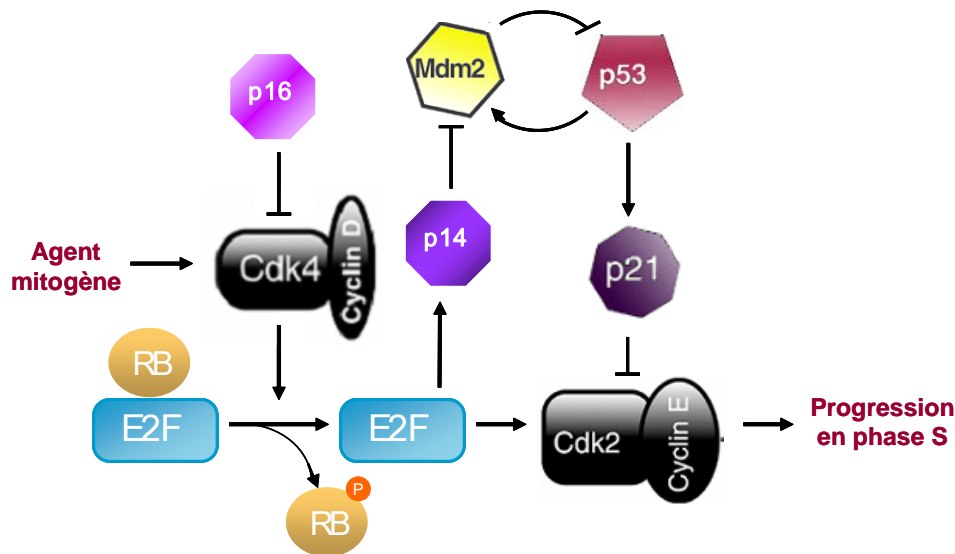 p16
Mdm2
p53
Agent
mitogène
Cdk4
Cyclin D
p14
p21
RB
E2F
E2F
Cdk2
Cyclin E
Progression
en phase S
P
RB